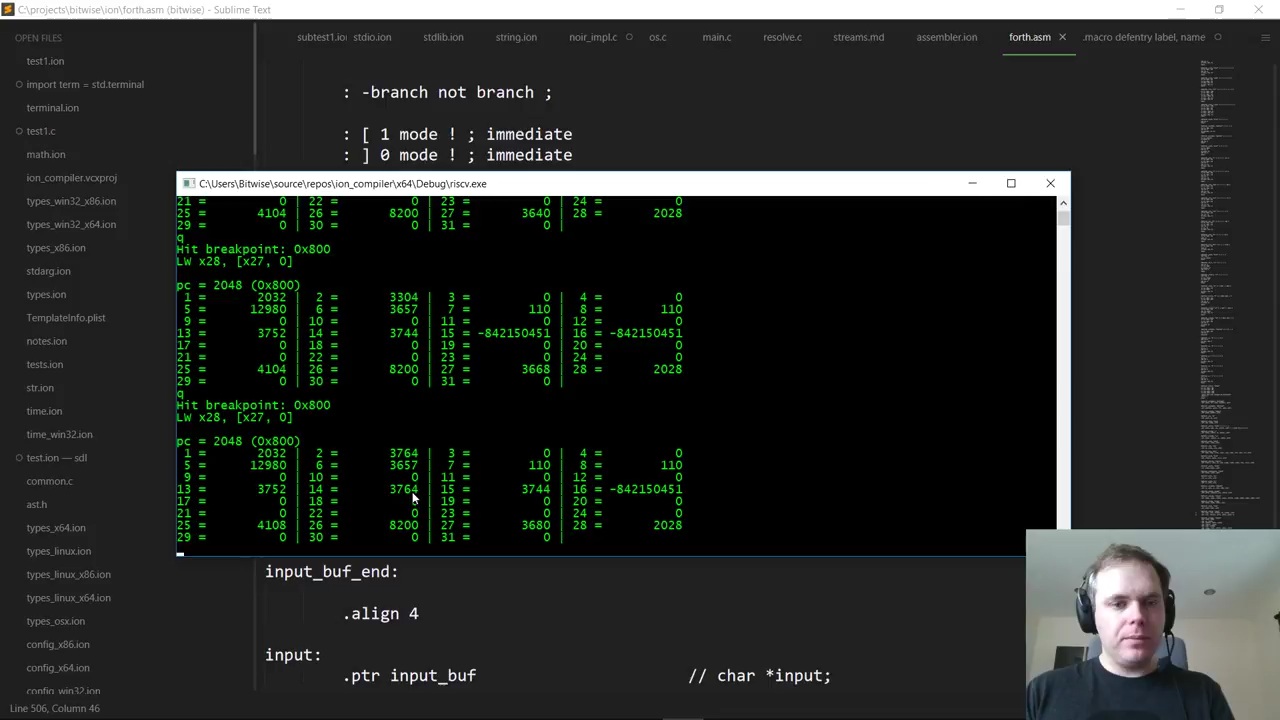 C:\projects\bitwise\ion\forth.asm (bitwise) - Sublime Text
OPEN FILES
subtest1.ion stdio.ion stdlib.ion string.ion noir_impl.c os.c main.c resolve.c streams.md assembler.ion forth.asm .macro defentry label, name
test1.ion
import term = std.terminal
terminal.ion
test1.c
math.ion
ion_compiler.vcxproj
types_win32_x86.ion
types_win32_x64.ion
types_x86.ion
stdarg.ion
types.ion
TemplateInfo.plist
notes.ion
tests.ion
str.ion
time.ion
time_win32.ion
test.ion — sdl
common.c
ast.h
types_x64.ion
types_linux.ion
types_linux_x86.ion
types_linux_x64.ion
types_osx.ion
config_x86.ion
config_x64.ion
config_win32.ion
: -branch not branch ;
: [ 1 mode ! ; immediate
: ] 0 mode ! ; immediate
C:\Users\Bitwise\source\repos\ion_compiler\x64\Debug\riscv.exe
21 = 0 | 22 = 0 | 23 = 0 | 24 = 0
25 = 4104 | 26 = 8200 | 27 = 3640 | 28 = 2028
29 = 0 | 30 = 0 | 31 = 0 |
q
Hit breakpoint: 0x800
LW x28, [x27, 0]
pc = 2048 (0x800)
1 = 2032 | 2 = 3304 | 3 = 0 | 4 = 0
5 = 12980 | 6 = 3657 | 7 = 110 | 8 = 110
9 = 0 | 10 = 0 | 11 = 0 | 12 = 0
13 = 3752 | 14 = 3744 | 15 = -842150451 | 16 = -842150451
17 = 0 | 18 = 0 | 19 = 0 | 20 = 0
21 = 0 | 22 = 0 | 23 = 0 | 24 = 0
25 = 4104 | 26 = 8200 | 27 = 3668 | 28 = 2028
29 = 0 | 30 = 0 | 31 = 0 |
q
Hit breakpoint: 0x800
LW x28, [x27, 0]
pc = 2048 (0x800)
1 = 2032 | 2 = 3764 | 3 = 0 | 4 = 0
5 = 12980 | 6 = 3657 | 7 = 110 | 8 = 110
9 = 0 | 10 = 0 | 11 = 0 | 12 = 0
13 = 3752 | 14 = 3764 | 15 = 3744 | 16 = -842150451
17 = 0 | 18 = 0 | 19 = 0 | 20 = 0
21 = 0 | 22 = 0 | 23 = 0 | 24 = 0
25 = 4108 | 26 = 8200 | 27 = 3680 | 28 = 2028
29 = 0 | 30 = 0 | 31 = 0 |
input_buf_end:
.align 4
input:
.ptr input_buf // char *input;
Line 506, Column 46